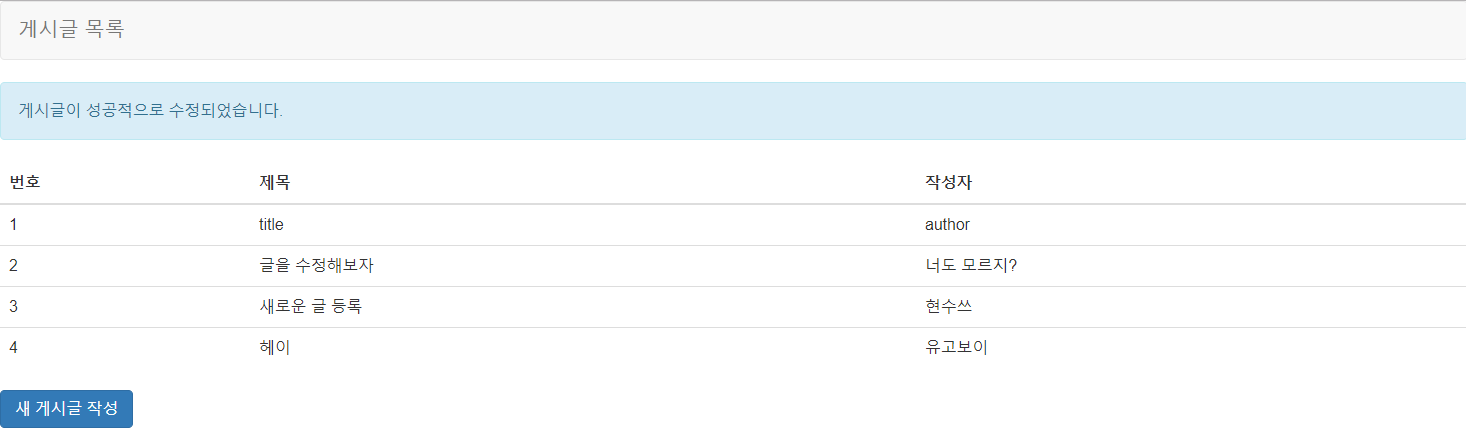 게시글 목록
게시글이 성공적으로 수정되었습니다.
번호 제목 작성자
1 title author
2 글을 수정해보자 너도 모르지?
3 새로운 글 등록 현수쓰
4 헤이 유고보이
새 게시글 작성